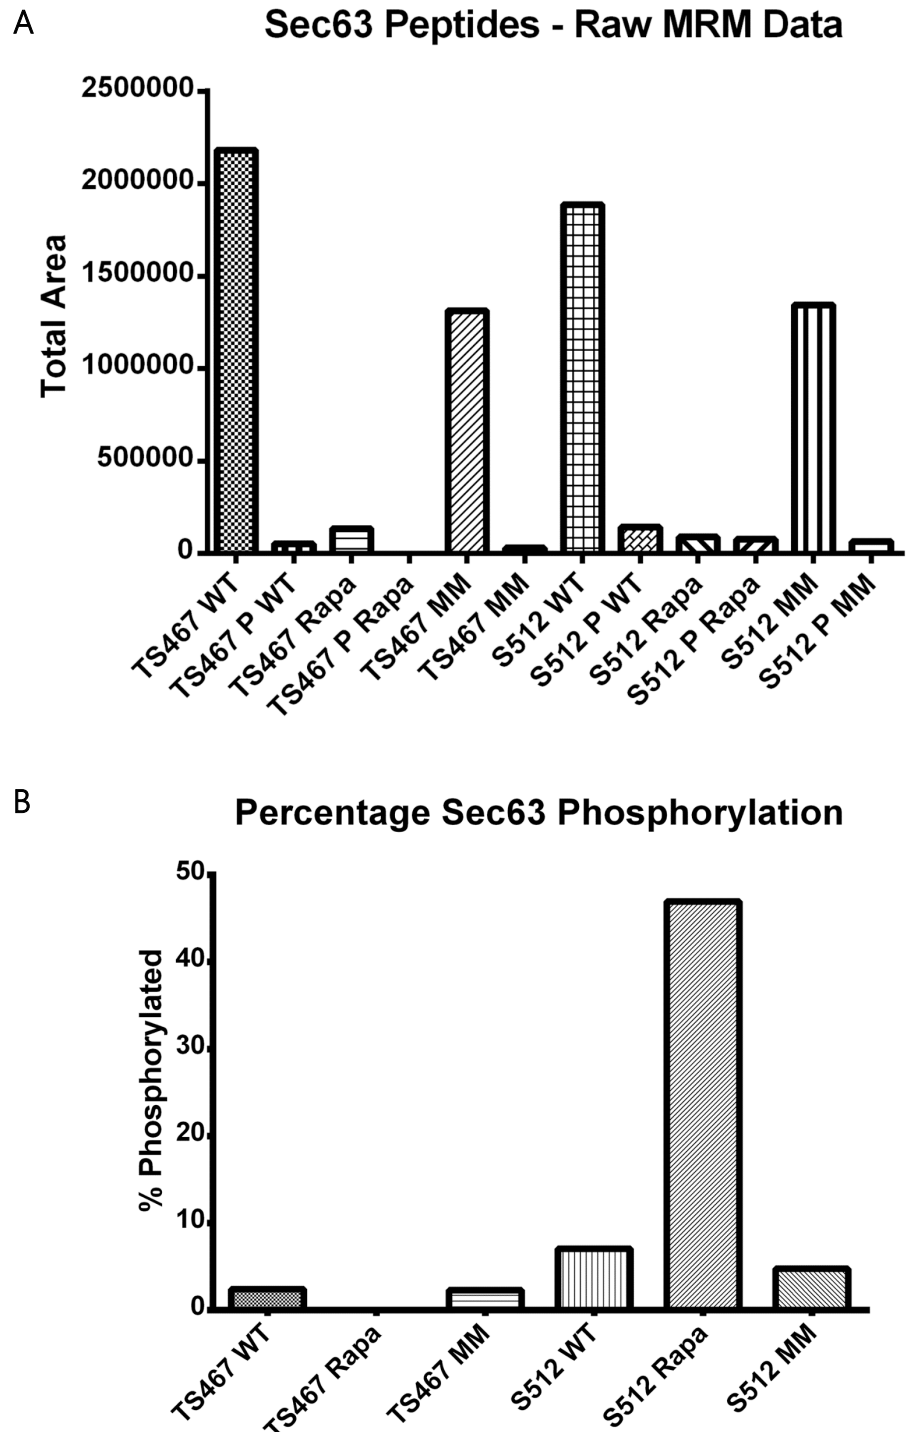 A
Sec63 Peptides - Raw MRM Data
Total Area
2500000
2000000
1500000
1000000
500000
0
TS467 WT
TS467 P WT
TS467 Rapa
TS467 P Rapa
TS467 MM
TS467 MM
S512 WT
S512 P WT
S512 Rapa
S512 P Rapa
S512 MM
S512 P MM
B
Percentage Sec63 Phosphorylation
% Phosphorylated
50
40
30
20
10
0
TS467 WT
TS467 Rapa
TS467 MM
S512 WT
S512 Rapa
S512 MM